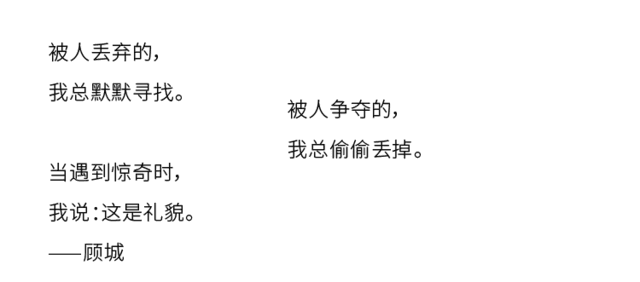 被人丢弃的，
我总默默寻找。
被人争夺的，
我总偷偷丢掉。
当遇到惊奇时，
我说：这是礼貌。
——顾城